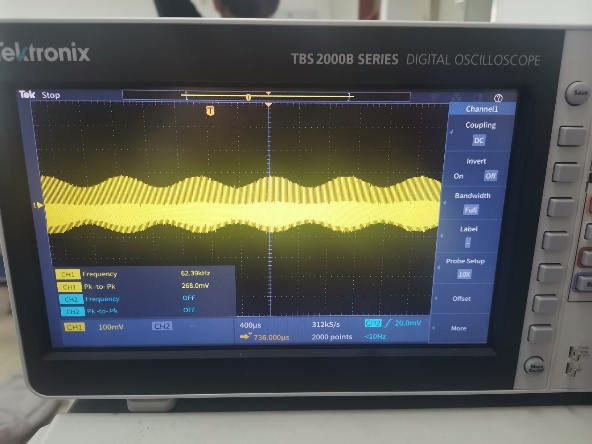 Tektronix
TBS 2000B SERIES DIGITAL OSCILLOSCOPE
Tek Stop
T
T
Channel1
Coupling
DC
Invert
On Off
Bandwidth
Full
Label
-
Probe Setup
10X
Offset
More
CH1 Frequency 62.39kHz
CH1 Pk-to-Pk 268.0mV
CH2 Frequency OFF
CH2 Pk-to-Pk OFF
CH1 100mV CH2
400µs 312kS/s CH2 / 20.0mV
736.000µs 2000 points <10Hz
Save
Menu